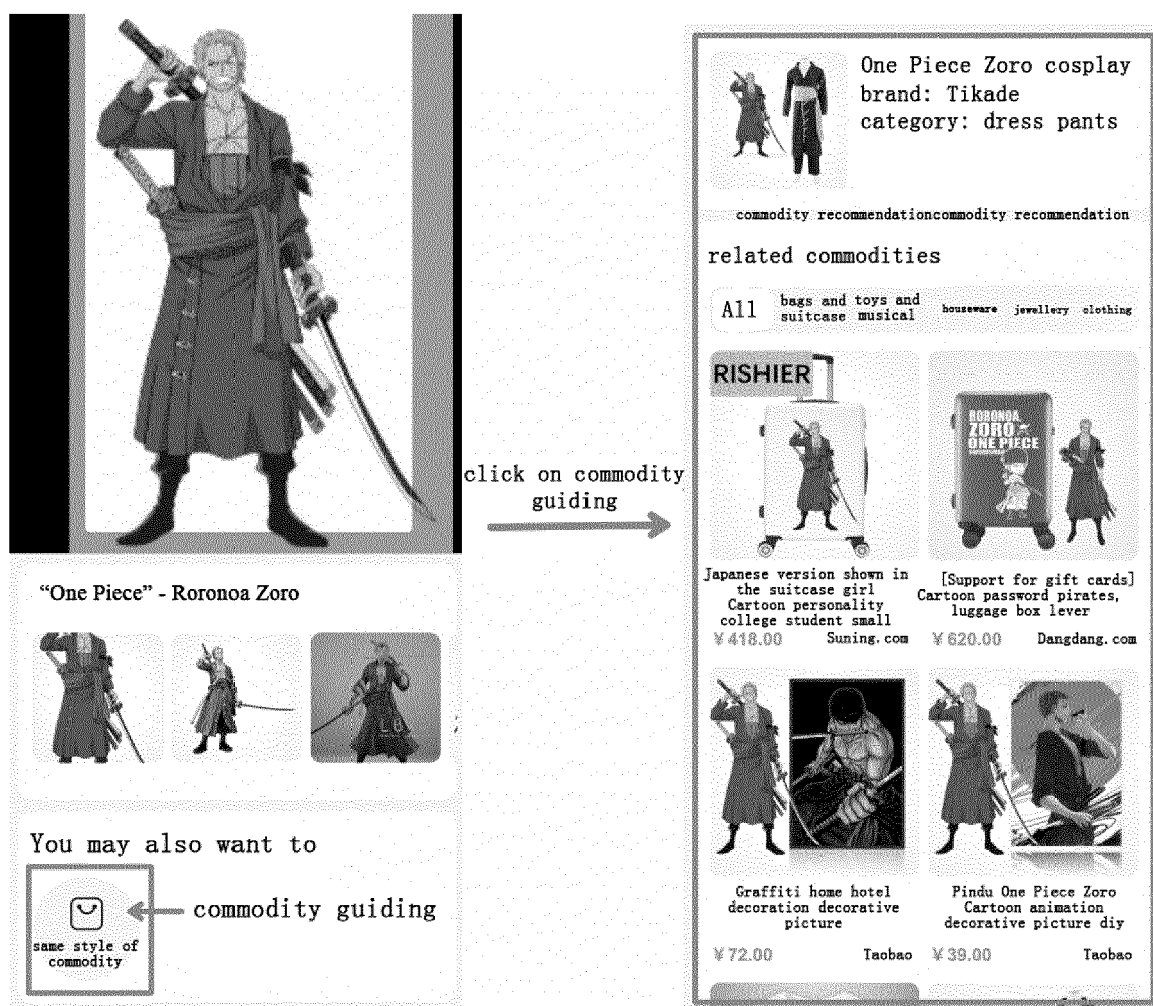 “One Piece” - Roronoa Zoro
You may also want to
commodity guiding
same style of
commodity
click on commodity
guiding
One Piece Zoro cosplay
brand: Tikade
category: dress pants
commodity recommendationcommodity recommendation
related commodities
All
bags and toys and
suitcase musical
houseware
jewellery
clothing
RISHIER
RORONOA
ZORO
ONE PIECE
Japanese version shown in
the suitcase girl
Cartoon personality
college student small
¥418.00 Suning.com
[Support for gift cards]
Cartoon password pirates,
luggage box lever
¥620.00 Dangdang.com
Graffiti home hotel
decoration decorative
picture
¥72.00 Taobao
Pindu One Piece Zoro
Cartoon animation
decorative picture diy
¥39.00 Taobao